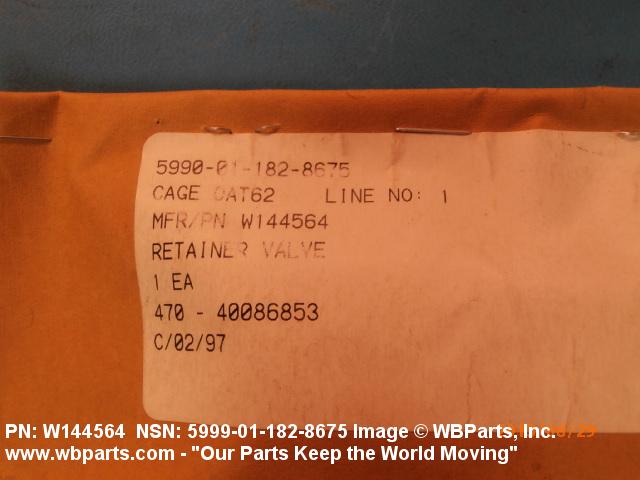 5990-01-182-8675
CAGE 0AT62 LINE NO: 1
MFR/PN W144564
RETAINER VALVE
1 EA
470 - 40086853
C/02/97
PN: W144564 NSN: 5999-01-182-8675 Image © WBParts, Inc.
www.wbparts.com - "Our Parts Keep the World Moving"